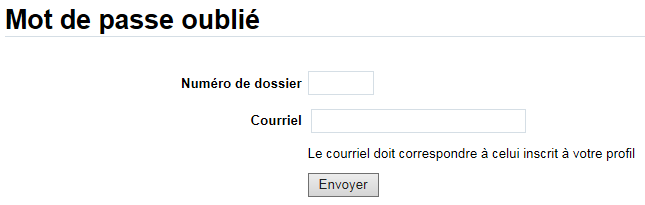 Mot de passe oublié
Numéro de dossier
Courriel
Le courriel doit correspondre à celui inscrit à votre profil
Envoyer